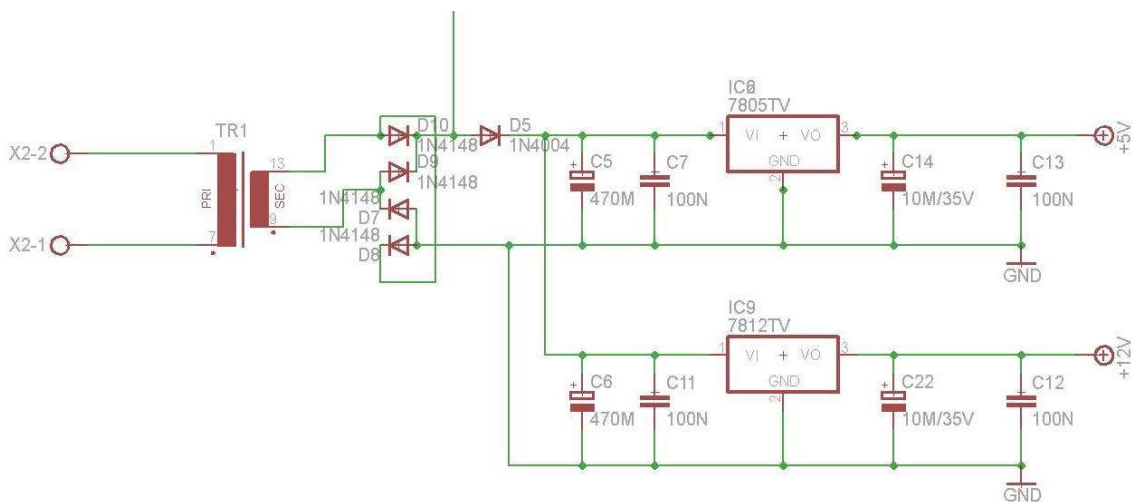 TR1
X2-2
1
PRI
7
X2-1
13
SEC
9
D10
1N4148
D9
1N4148
1N4148
D7
1N4148
D8
D5
1N4004
C5
470M
C7
100N
7805TV
1
VI
VO
3
GND
2
C14
10M/35V
C13
100N
+5V
GND
IC9
7812TV
1
VI
VO
3
GND
2
C6
470M
C11
100N
C22
10M/35V
C12
100N
+12V
GND